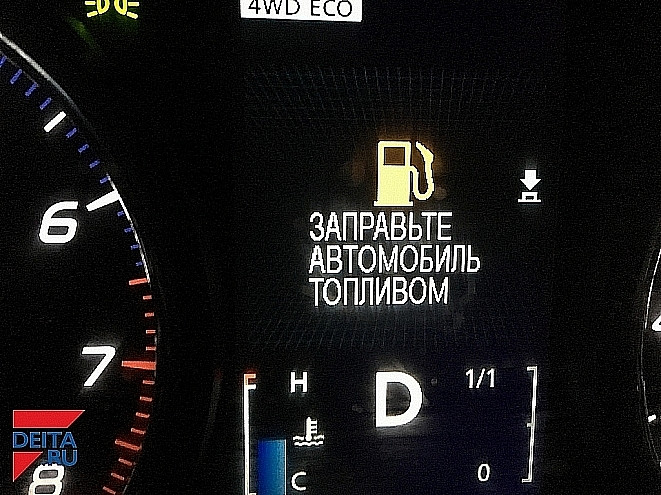 4WD ECO
6
ЗАПРАВЬТЕ
АВТОМОБИЛЬ
ТОПЛИВОМ
7
H D 1/1
C 0
8
DEITA
.RU